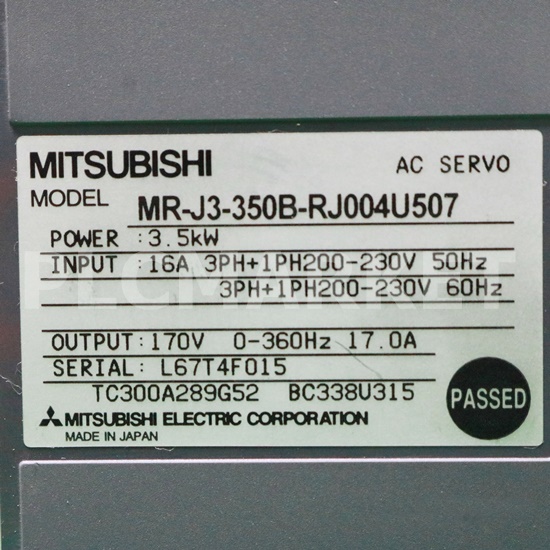 MITSUBISHI AC SERVO
MODEL MR-J3-350B-RJ004U507
POWER :3.5kW
INPUT :16A 3PH+1PH200-230V 50Hz
3PH+1PH200-230V 60Hz
OUTPUT:170V 0-360Hz 17.0A
SERIAL: L67T4F015
TC300A289G52 BC338U315
PASSED
MITSUBISHI ELECTRIC CORPORATION
MADE IN JAPAN
PLCMARKET